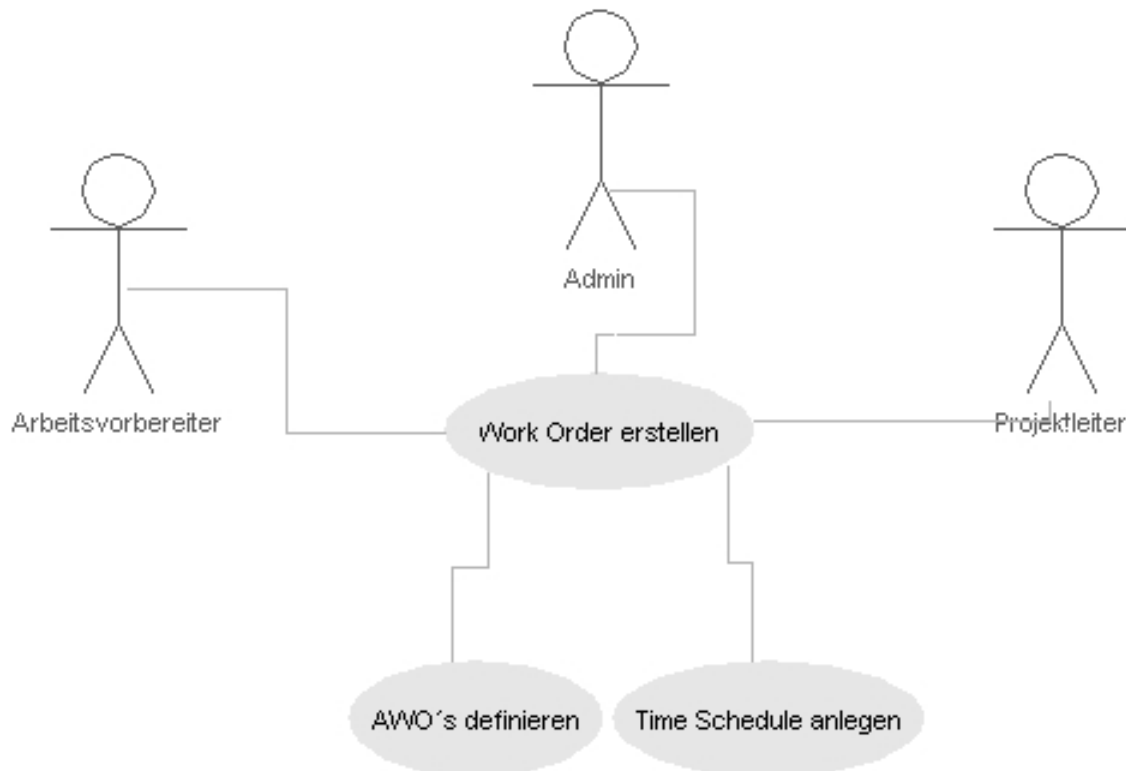 Admin
Arbeitsvorbereiter
Projektleiter
Work Order erstellen
AWO´s definieren
Time Schedule anlegen